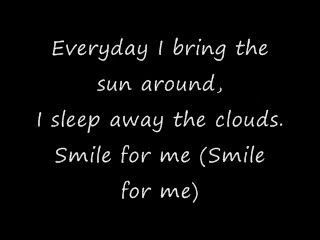 Everyday I bring the
sun around,
I sleep away the clouds.
Smile for me (Smile
for me)